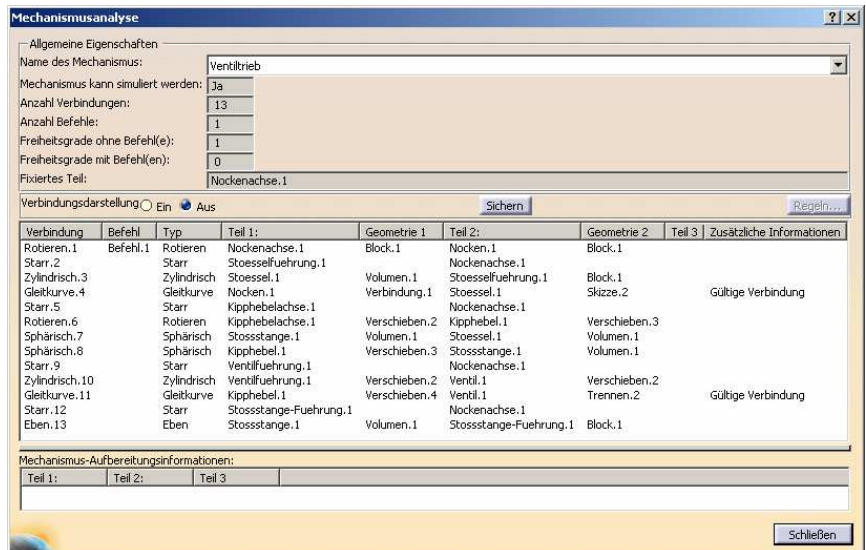 Mechanismusanalyse
Allgemeine Eigenschaften
Name des Mechanismus: Ventiltrieb
Mechanismus kann simuliert werden: Ja
Anzahl Verbindungen: 13
Anzahl Befehle: 1
Freiheitsgrade ohne Befehl(e): 1
Freiheitsgrade mit Befehl(en): 0
Fixiertes Teil: Nockenachse.1
Verbindungsdarstellung Ein Aus Sichern Regeln...
Verbindung Befehl Typ Teil 1: Geometrie 1 Teil 2: Geometrie 2 Teil 3 Zusätzliche Informationen
Rotieren.1 Befehl.1 Rotieren Nockenachse.1 Block.1 Nocken.1 Block.1
Starr.2 Starr Stoesselfuehrung.1 Nockenachse.1
Zylindrisch.3 Zylindrisch Stoessel.1 Volumen.1 Stoesselfuehrung.1 Block.1
Gleitkurve.4 Gleitkurve Nocken.1 Verbindung.1 Stoessel.1 Skizze.2 Gültige Verbindung
Starr.5 Starr Kipphebelachse.1 Nockenachse.1
Rotieren.6 Rotieren Kipphebelachse.1 Verschieben.2 Kipphebel.1 Verschieben.3
Sphärisch.7 Sphärisch Stossstange.1 Volumen.1 Stoessel.1 Volumen.1
Sphärisch.8 Sphärisch Kipphebel.1 Verschieben.3 Stossstange.1 Volumen.1
Starr.9 Starr Ventilfuehrung.1 Nockenachse.1
Zylindrisch.10 Zylindrisch Ventilfuehrung.1 Verschieben.2 Ventil.1 Verschieben.2
Gleitkurve.11 Gleitkurve Kipphebel.1 Verschieben.4 Ventil.1 Trennen.2 Gültige Verbindung
Starr.12 Starr Stossstange-Fuehrung.1 Nockenachse.1
Eben.13 Eben Stossstange.1 Volumen.1 Stossstange-Fuehrung.1 Block.1
Mechanismus-Aufbereitungsinformationen:
Teil 1: Teil 2: Teil 3
Schließen